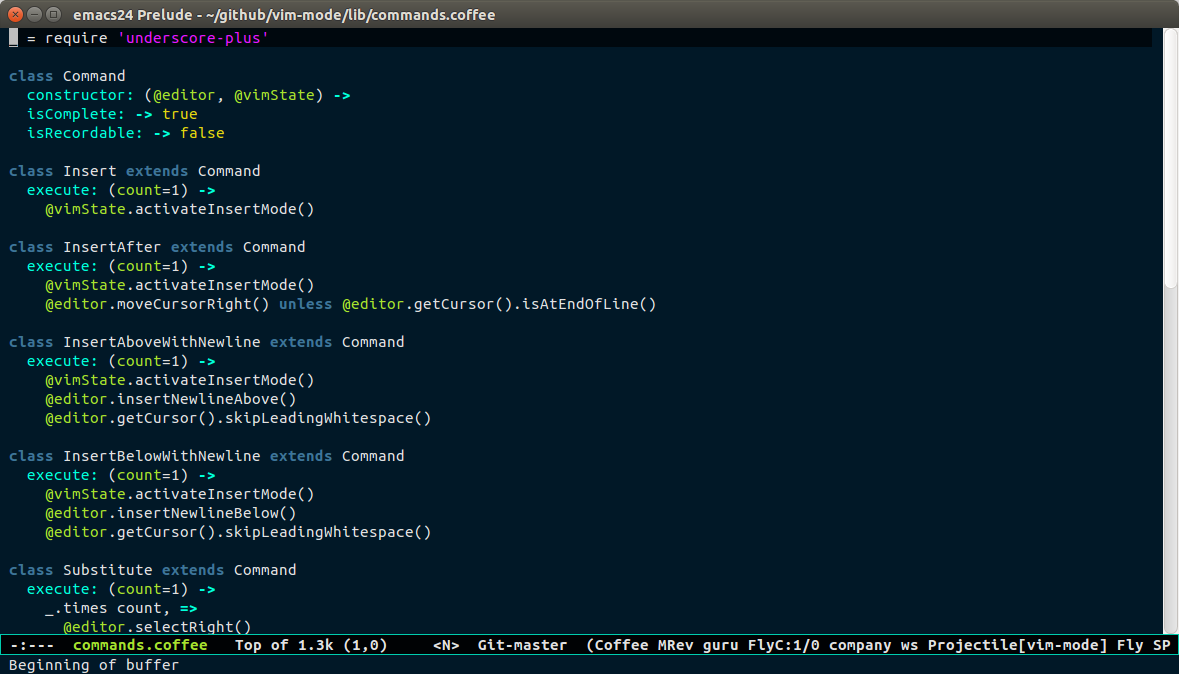 emacs24 Prelude - ~/github/vim-mode/lib/commands.coffee
_ = require 'underscore-plus'
class Command
constructor: (@editor, @vimState) ->
isComplete: -> true
isRecordable: -> false
class Insert extends Command
execute: (count=1) ->
@vimState.activateInsertMode()
class InsertAfter extends Command
execute: (count=1) ->
@vimState.activateInsertMode()
@editor.moveCursorRight() unless @editor.getCursor().isAtEndOfLine()
class InsertAboveWithNewline extends Command
execute: (count=1) ->
@vimState.activateInsertMode()
@editor.insertNewlineAbove()
@editor.getCursor().skipLeadingWhitespace()
class InsertBelowWithNewline extends Command
execute: (count=1) ->
@vimState.activateInsertMode()
@editor.insertNewlineBelow()
@editor.getCursor().skipLeadingWhitespace()
class Substitute extends Command
execute: (count=1) ->
_.times count, =>
@editor.selectRight()
-:--- commands.coffee Top of 1.3k (1,0) <N> Git-master (Coffee MRev guru FlyC:1/0 company ws Projectile[vim-mode] Fly SP
Beginning of buffer